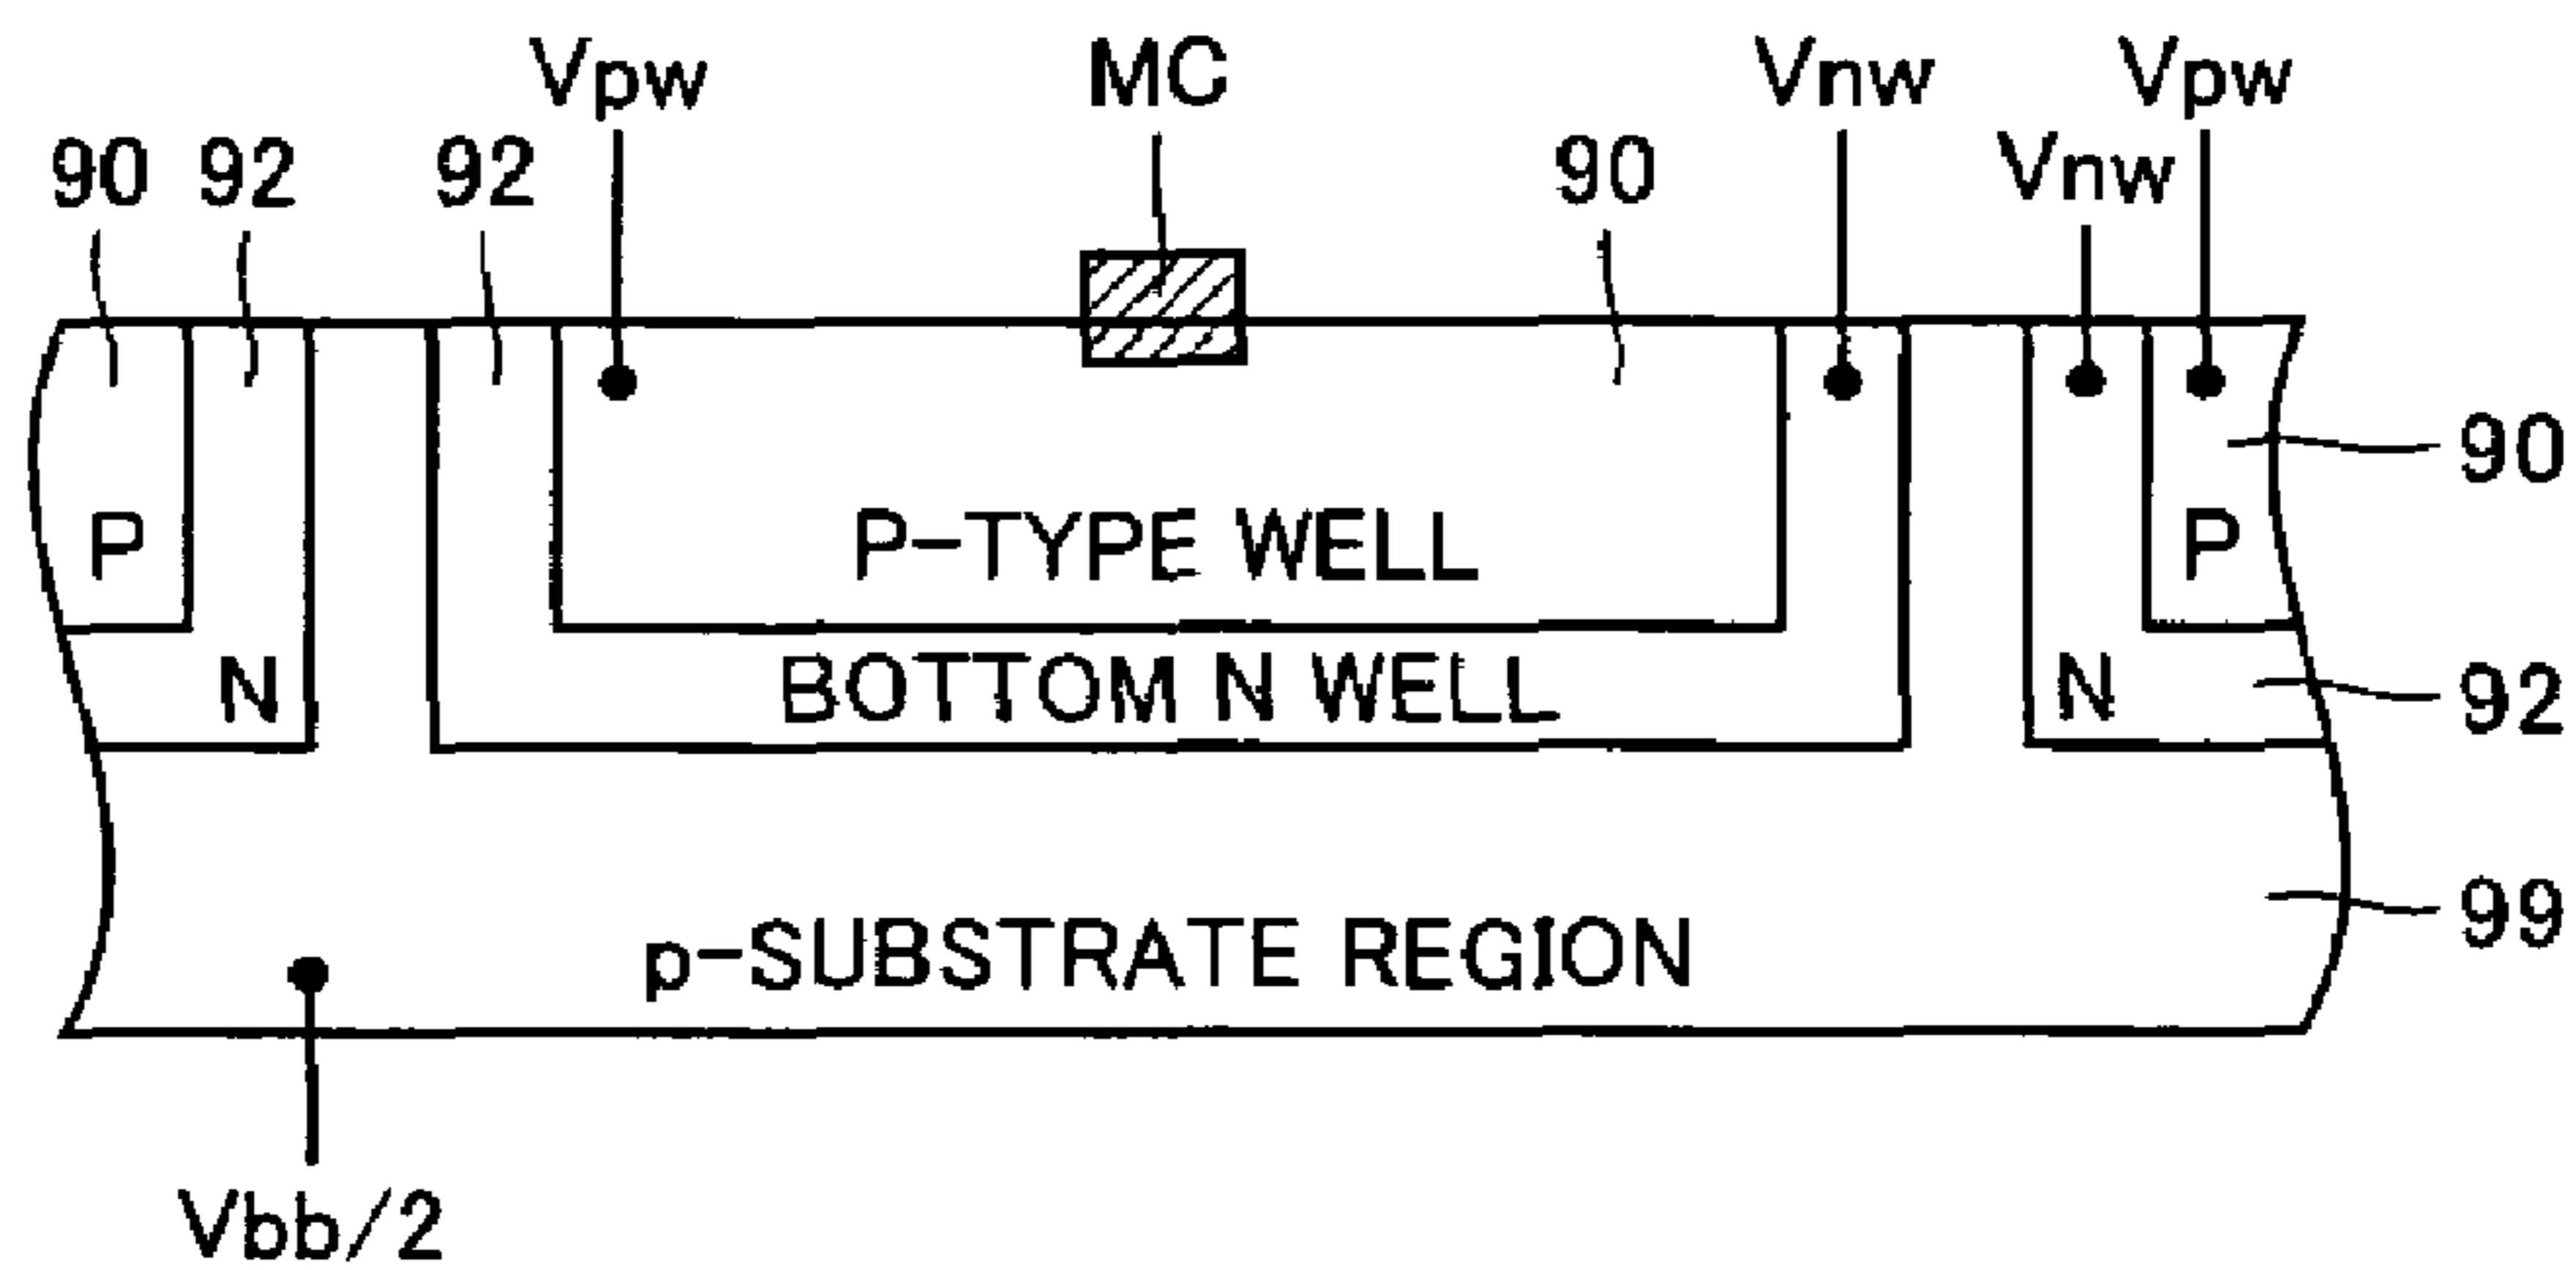 Vpw MC Vnw Vpw
90 92 92 90 Vnw
90
P P-TYPE WELL P
N BOTTOM N WELL N 92
p-SUBSTRATE REGION 99
Vbb/2